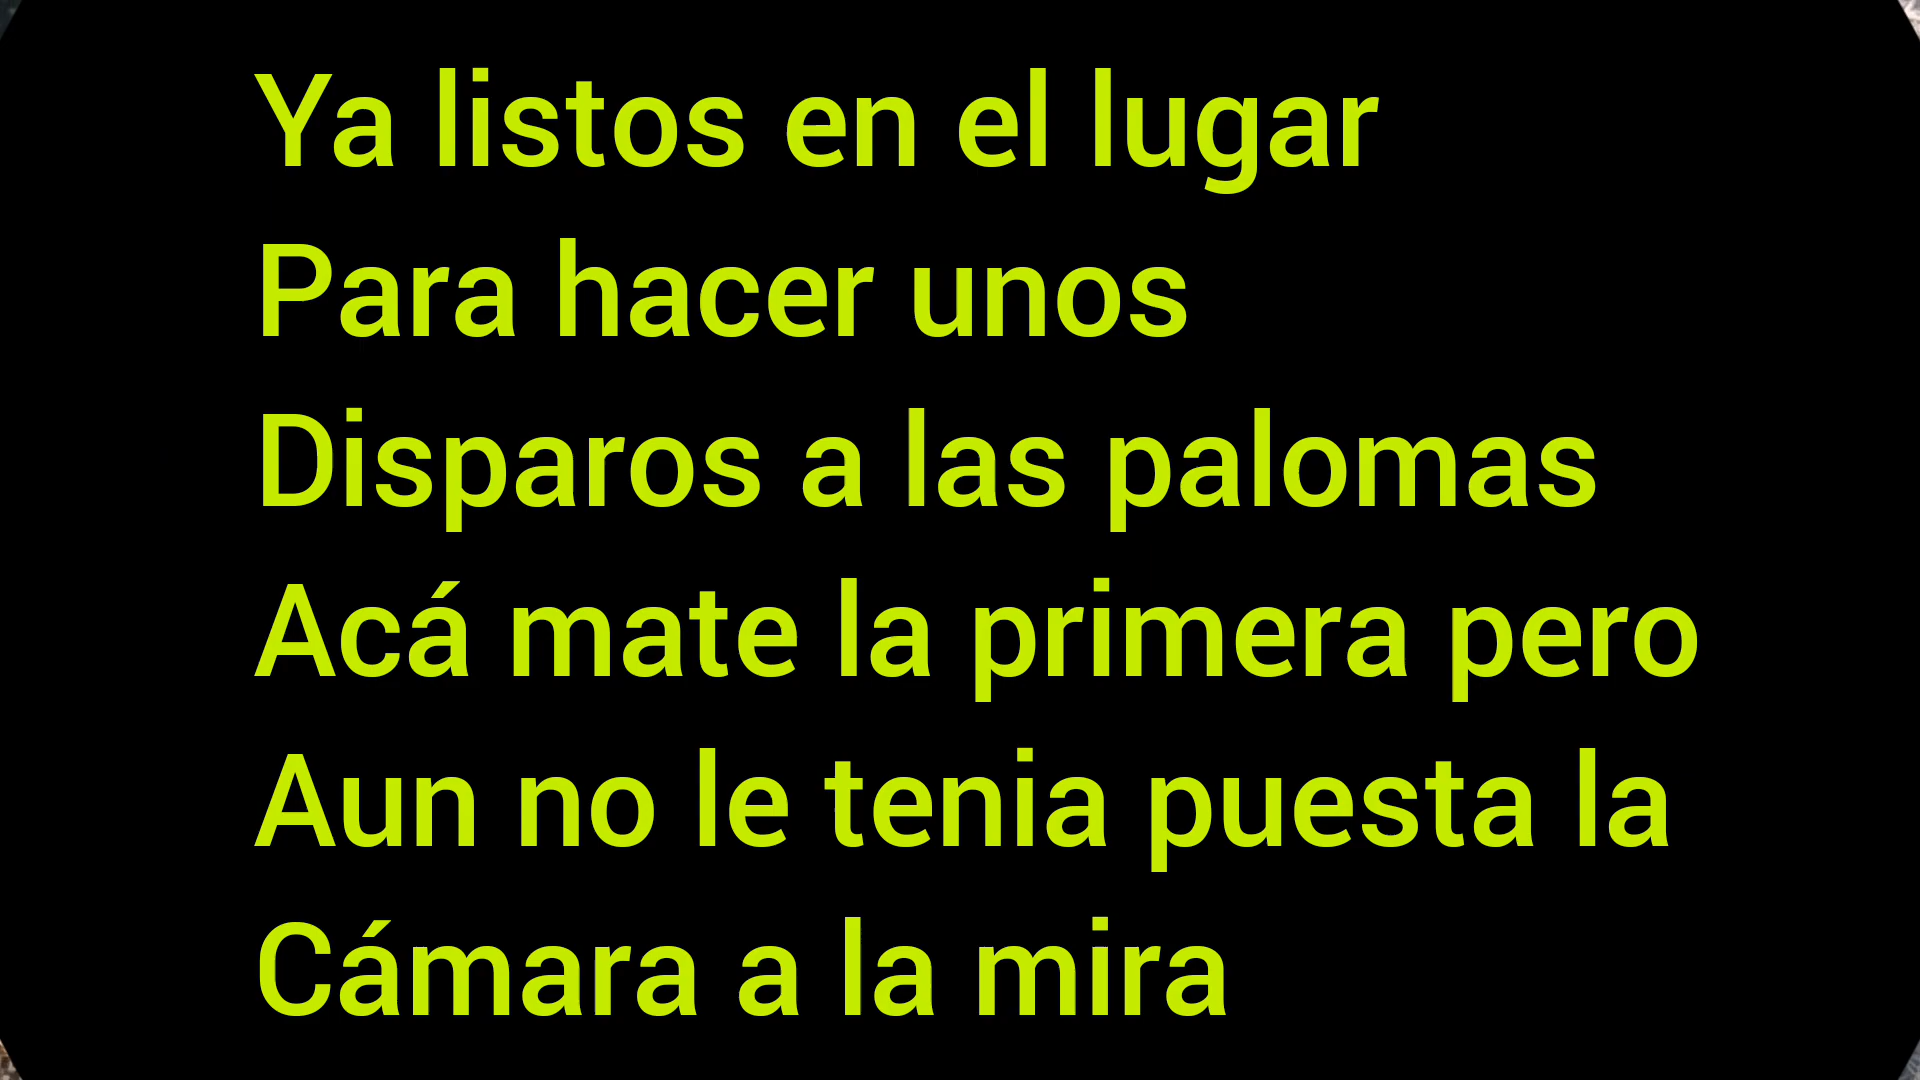 Ya listos en el lugar
Para hacer unos
Disparos a las palomas
Acá mate la primera pero
Aun no le tenia puesta la
Cámara a la mira